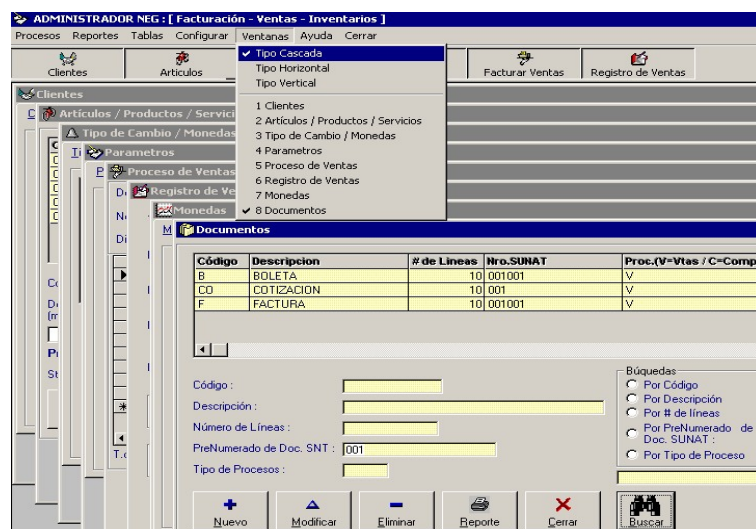 ADMINISTRADOR NEG : [ Facturación - Ventas - Inventarios ]
Procesos Reportes Tablas Configurar Ventanas Ayuda Cerrar
Clientes Articulos Facturar Ventas Registro de Ventas
Tipo Cascada
Tipo Horizontal
Tipo Vertical
1 Clientes
2 Artículos / Productos / Servicios
3 Tipo de Cambio / Monedas
4 Parametros
5 Proceso de Ventas
6 Registro de Ventas
7 Monedas
8 Documentos
Clientes
Artículos / Productos / Servici
Tipo de Cambio / Monedas
Parametros
Proceso de Ventas
Registro de Ve
Monedas
Documentos
Código Descripcion # de Lineas Nro.SUNAT Proc.(V=Vtas / C=Comp
B BOLETA 10 001001 V
CO COTIZACION 10 001 V
F FACTURA 10 001001 V
Código :
Descripción :
Número de Líneas :
PreNumerado de Doc. SNT : 001
Tipo de Procesos :
Búquedas
Por Código
Por Descripción
Por # de líneas
Por PreNumerado de
Doc. SUNAT :
Por Tipo de Proceso
Nuevo Modificar Eliminar Reporte Cerrar Buscar